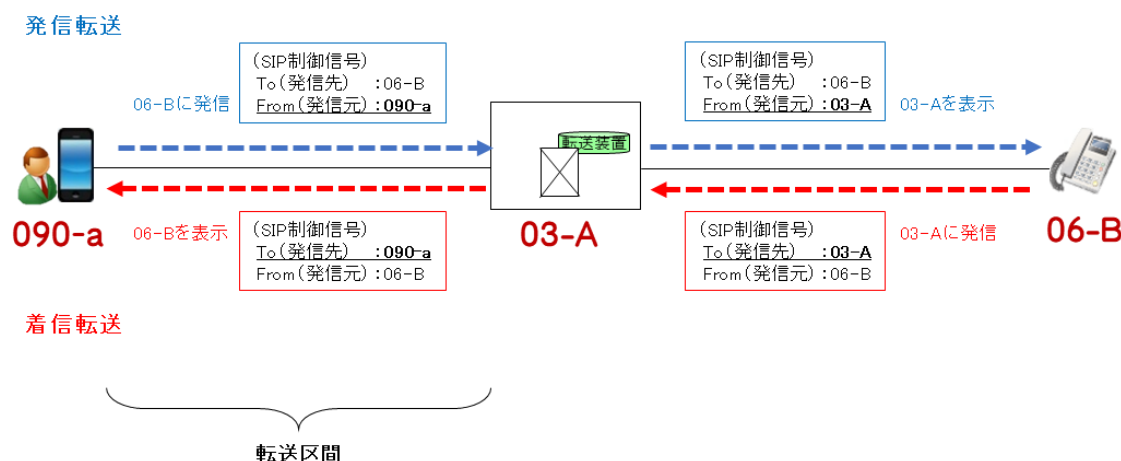 発信転送
(SIP制御信号)
To(発信先) :06-B
From(発信元):090-a
06-Bに発信
(SIP制御信号)
To(発信先) :06-B
From(発信元):03-A
03-Aを表示
転送装置
090-a
06-Bを表示
(SIP制御信号)
To(発信先) :090-a
From(発信元):06-B
03-A
(SIP制御信号)
To(発信先) :03-A
From(発信元):06-B
03-Aに発信
06-B
着信転送
転送区間